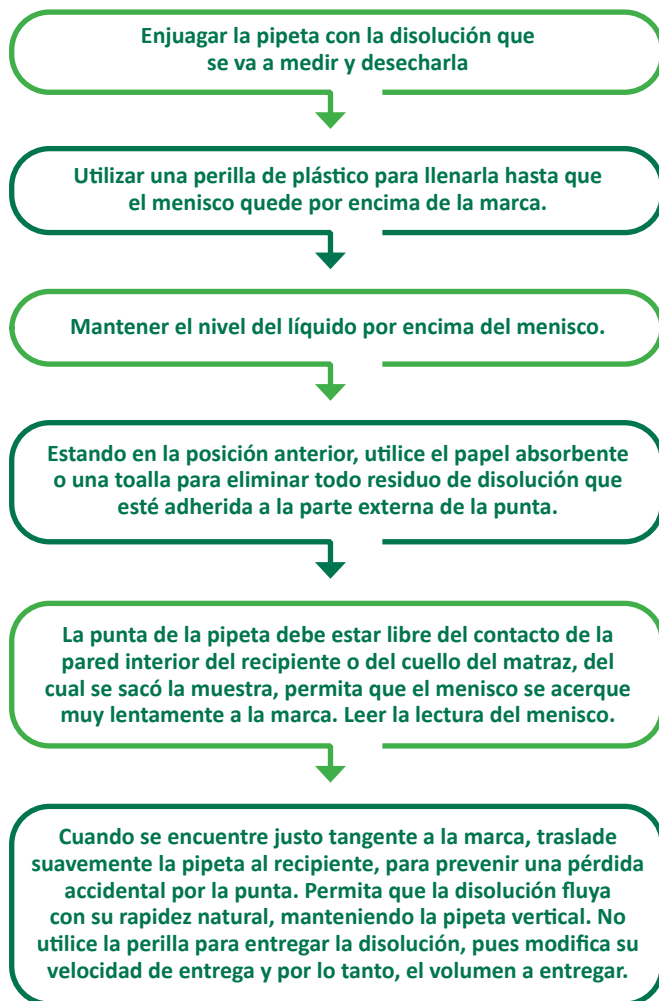 Enjuagar la pipeta con la disolución que
se va a medir y desecharla
Utilizar una perilla de plástico para llenarla hasta que
el menisco quede por encima de la marca.
Mantener el nivel del líquido por encima del menisco.
Estando en la posición anterior, utilice el papel absorbente
o una toalla para eliminar todo residuo de disolución que
esté adherida a la parte externa de la punta.
La punta de la pipeta debe estar libre del contacto de la
pared interior del recipiente o del cuello del matraz, del
cual se sacó la muestra, permita que el menisco se acerque
muy lentamente a la marca. Leer la lectura del menisco.
Cuando se encuentre justo tangente a la marca, traslade
suavemente la pipeta al recipiente, para prevenir una pérdida
accidental por la punta. Permita que la disolución fluya
con su rapidez natural, manteniendo la pipeta vertical. No
utilice la perilla para entregar la disolución, pues modifica su
velocidad de entrega y por lo tanto, el volumen a entregar.